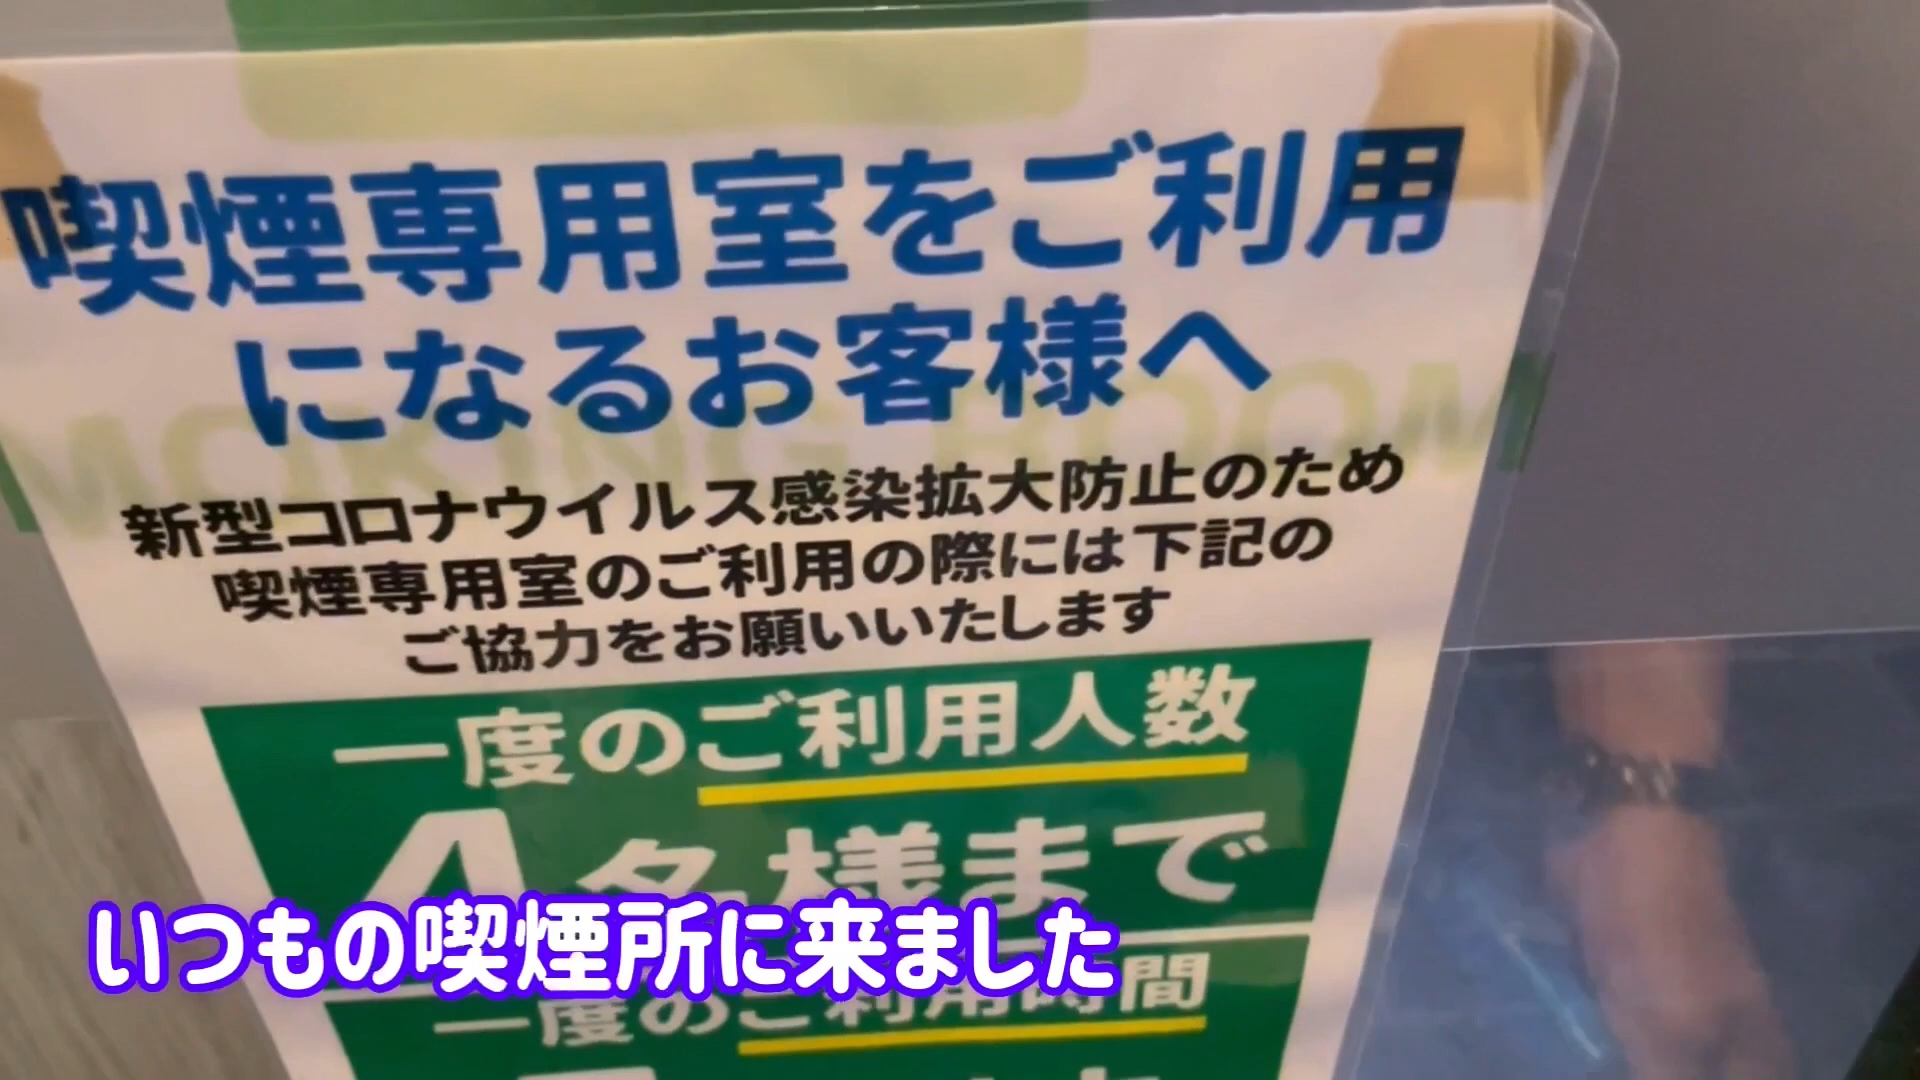 喫煙専用室をご利用
になるお客様へ
新型コロナウイルス感染拡大防止のため
喫煙専用室のご利用の際には下記の
ご協力をお願いいたします
一度のご利用人数
4名様まで
いつもの喫煙所に来ました
一度のご利用時間